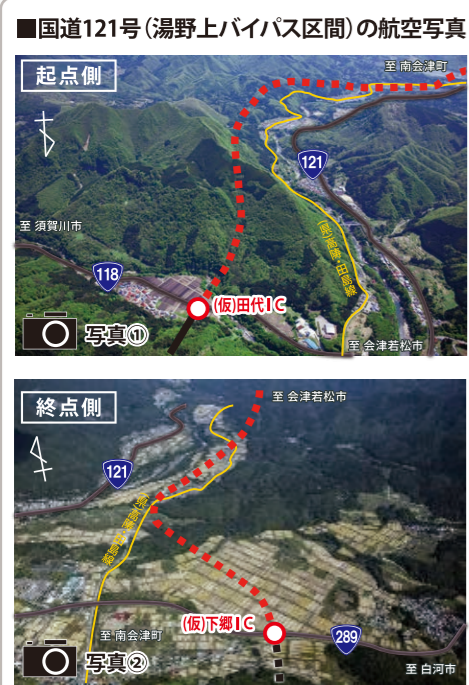 ■国道121号(湯野上バイパス区間)の航空写真
起点側
至 南会津町
121
至 須賀川市
(県)高陦・田島線
118
(仮)田代IC
写真①
至 会津若松市
終点側
至 会津若松市
121
(県)高陦・田島線
(仮)下郷IC
289
至 南会津町
写真②
至 白河市